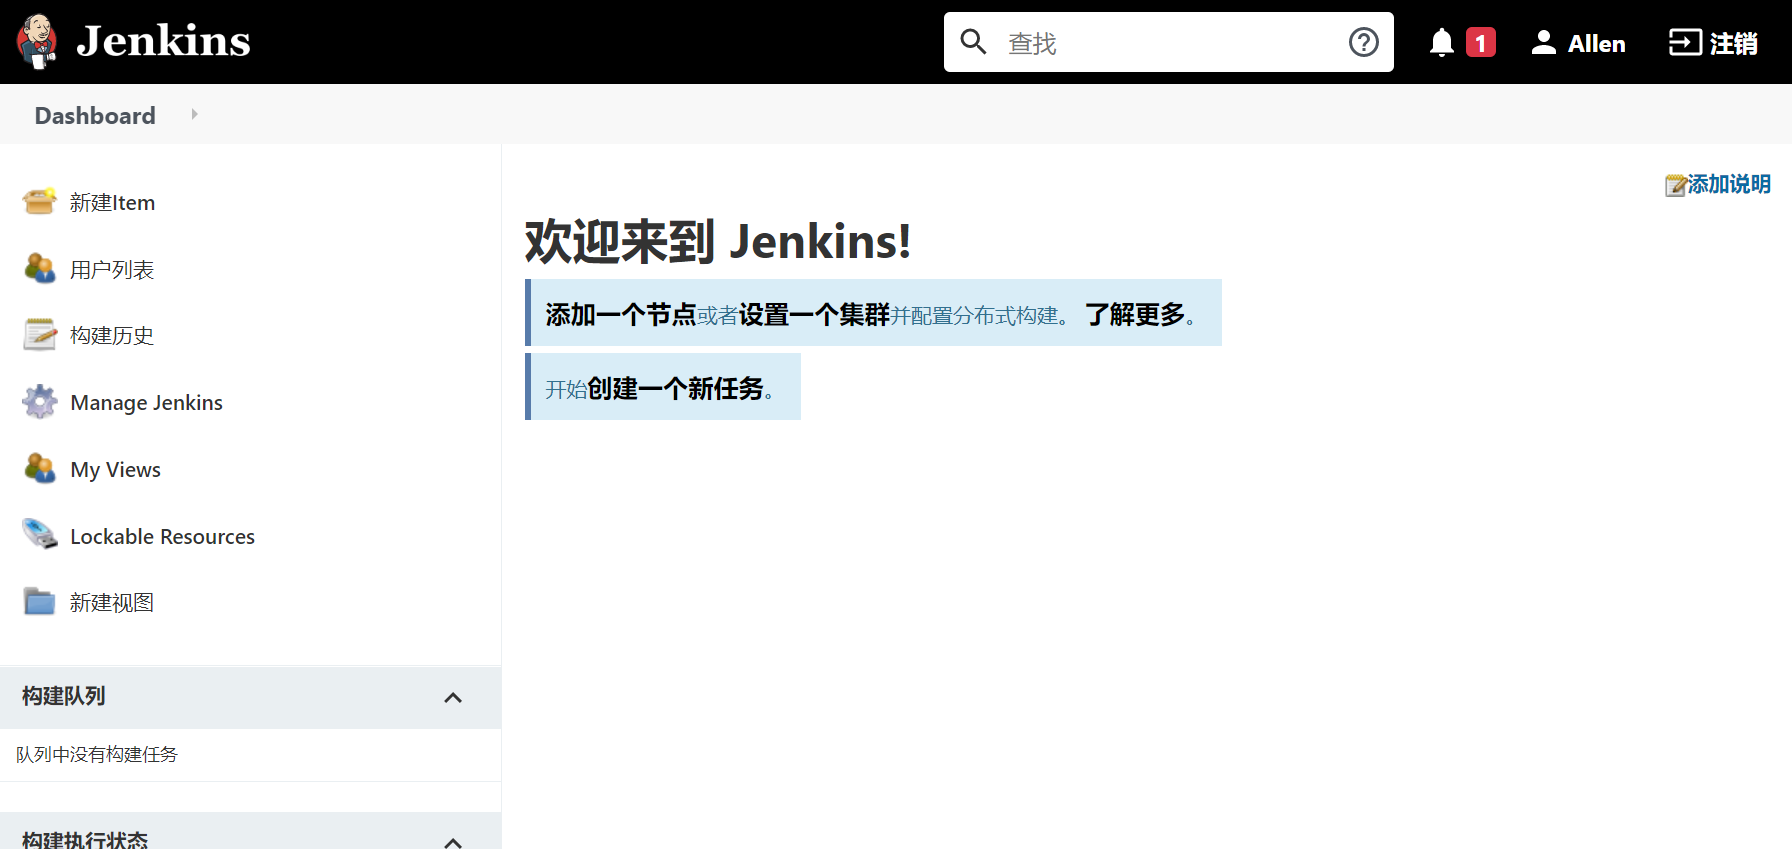 Jenkins
查找
1
Allen
注销
Dashboard
新建Item
用户列表
构建历史
Manage Jenkins
My Views
Lockable Resources
新建视图
构建队列
队列中没有构建任务
构建执行状态
添加说明
欢迎来到 Jenkins!
添加一个节点或者设置一个集群并配置分布式构建。 了解更多。
开始创建一个新任务。